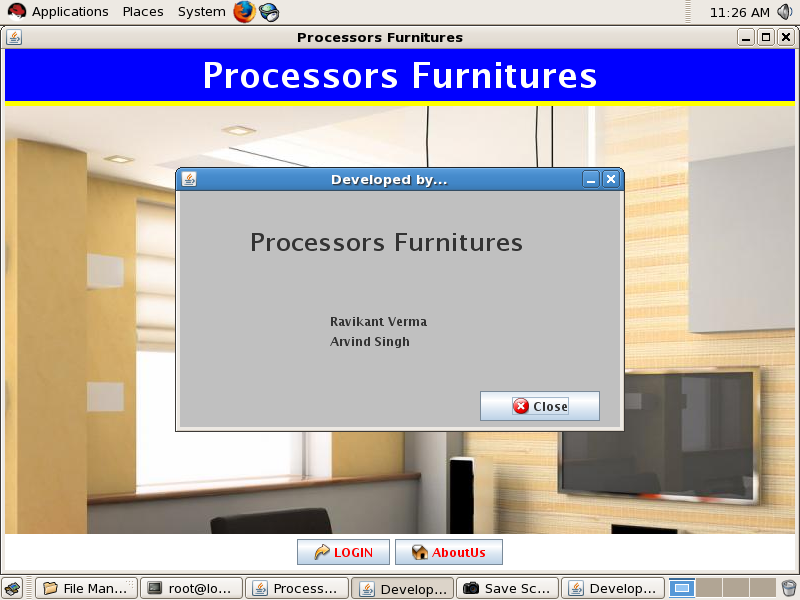 Applications Places System 11:26 AM
Processors Furnitures
Processors Furnitures
Developed by...
Processors Furnitures
Ravikant Verma
Arvind Singh
Close
LOGIN AboutUs
File Man... root@lo... Process... Develop... Save Sc... Develop...